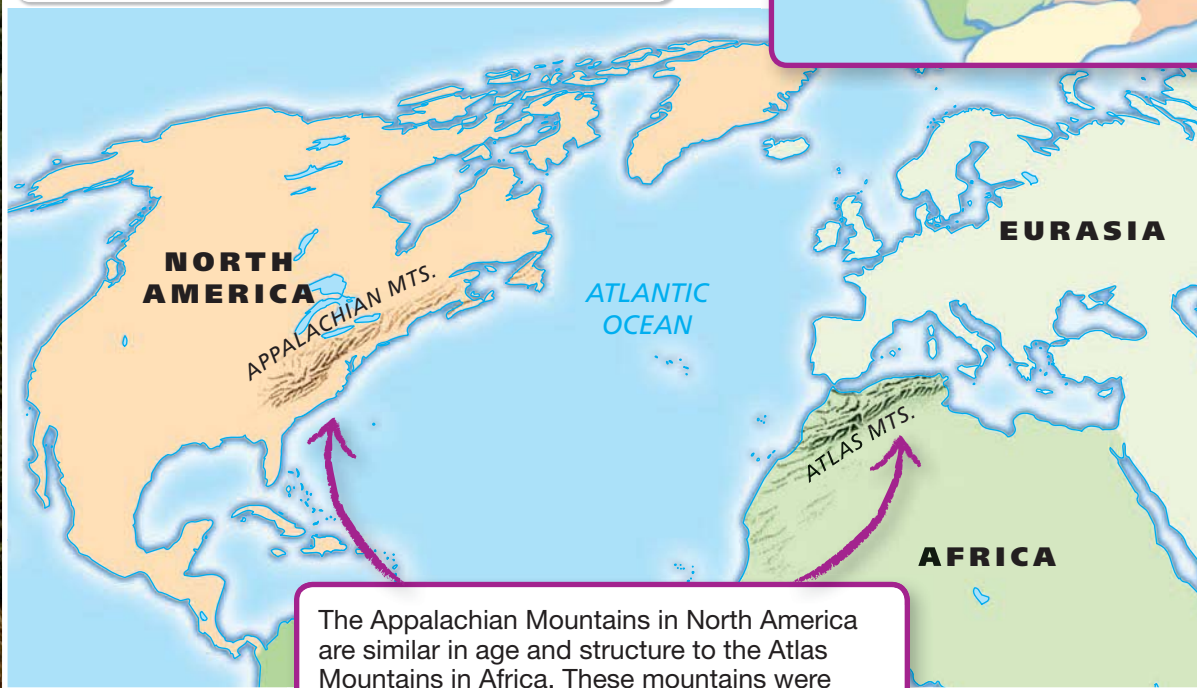 NORTH
AMERICA
APPALACHIAN MTS.
ATLANTIC
OCEAN
EURASIA
ATLAS MTS.
AFRICA
The Appalachian Mountains in North America
are similar in age and structure to the Atlas
Mountains in Africa. These mountains were